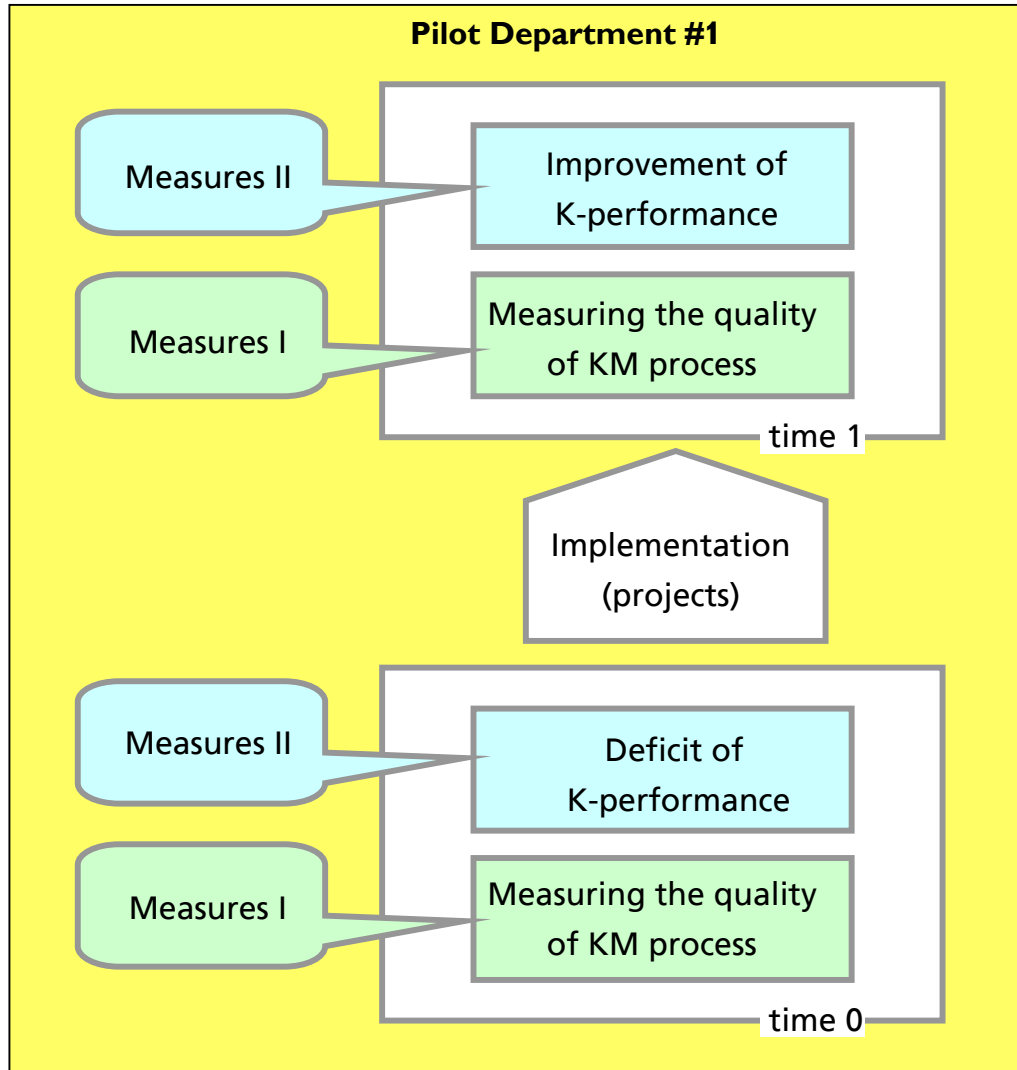 Pilot Department #1
Measures II
Improvement of
K-performance
Measures I
Measuring the quality
of KM process
time 1
Implementation
(projects)
Measures II
Deficit of
K-performance
Measures I
Measuring the quality
of KM process
time 0